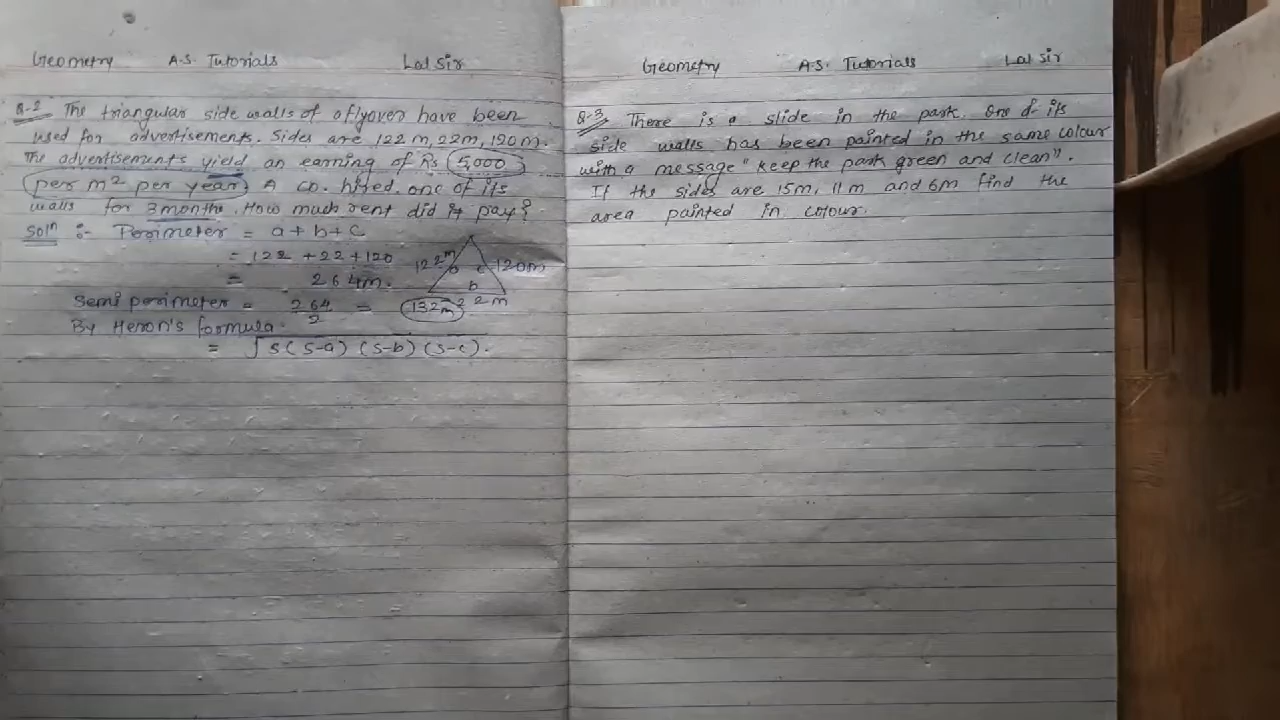 Geometry A.S. Tutorials Lal Sir
Q-2 The triangular side walls of a flyover have been
used for advertisements. Sides are 122 m, 22m, 120 m.
The advertisements yield an earning of Rs 5,000
per m² per year. A co. hired one of its
walls for 3 months. How much rent did it pay?
Soln :- Perimeter = a + b + c
= 122 + 22 + 120
= 264m.
122m a c 120m
b
22m
Semi perimeter = 264/2 = 132m
By Heron's formula.
= √s(s-a) (s-b) (s-c).
Geometry A.S. Tutorials Lal Sir
Q-3 There is a slide in the park. One of its
side walls has been painted in the same colour
with a message "keep the park green and clean".
If the sides are 15m, 11m and 6m find the
area painted in colour.